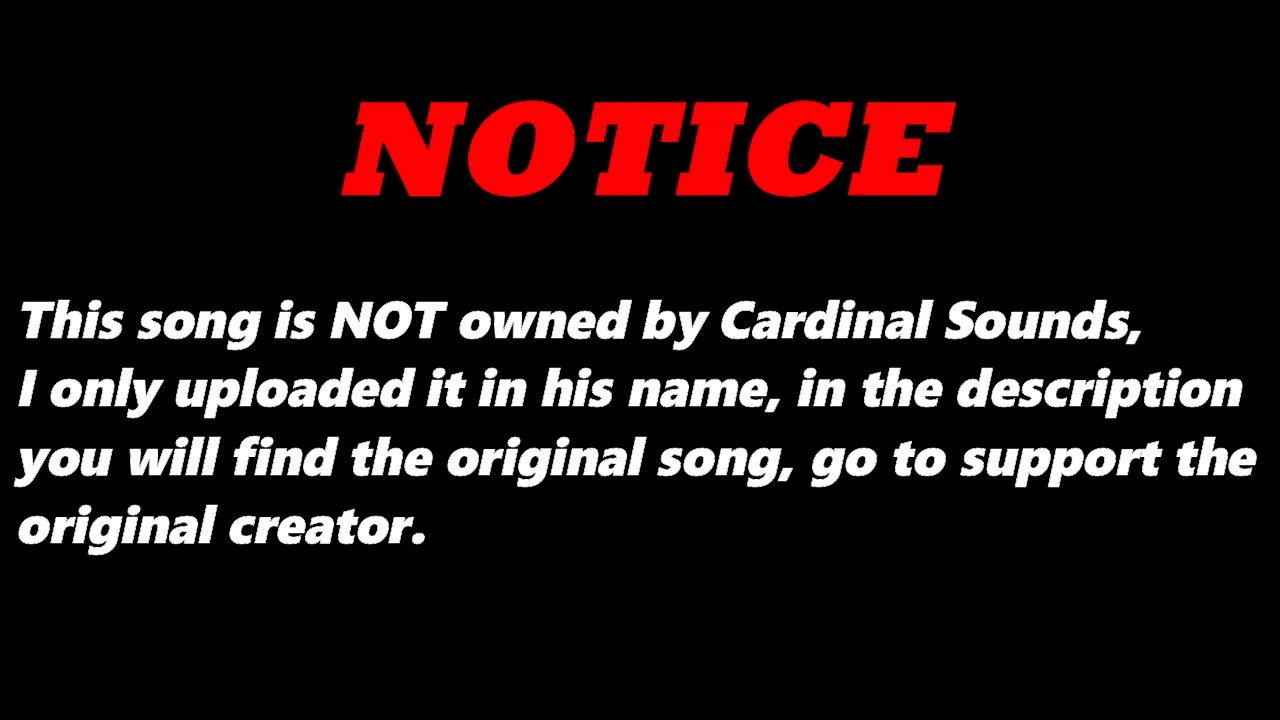 NOTICE
This song is NOT owned by Cardinal Sounds,
I only uploaded it in his name, in the description
you will find the original song, go to support the
original creator.